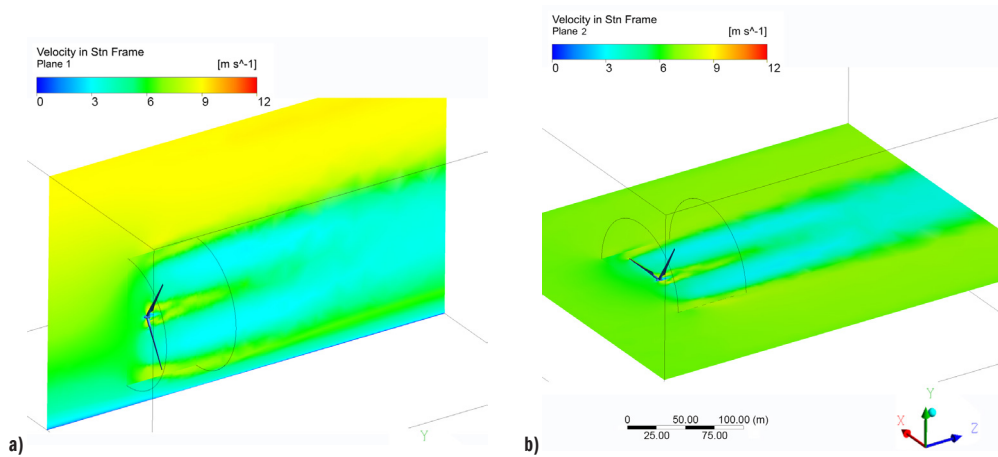 Velocity in Stn Frame
Plane 1 [m s^-1]
0 3 6 9 12
Y
a)
Velocity in Stn Frame
Plane 2 [m s^-1]
0 3 6 9 12
0 50.00 100.00 (m)
25.00 75.00
Y
X
Z
b)